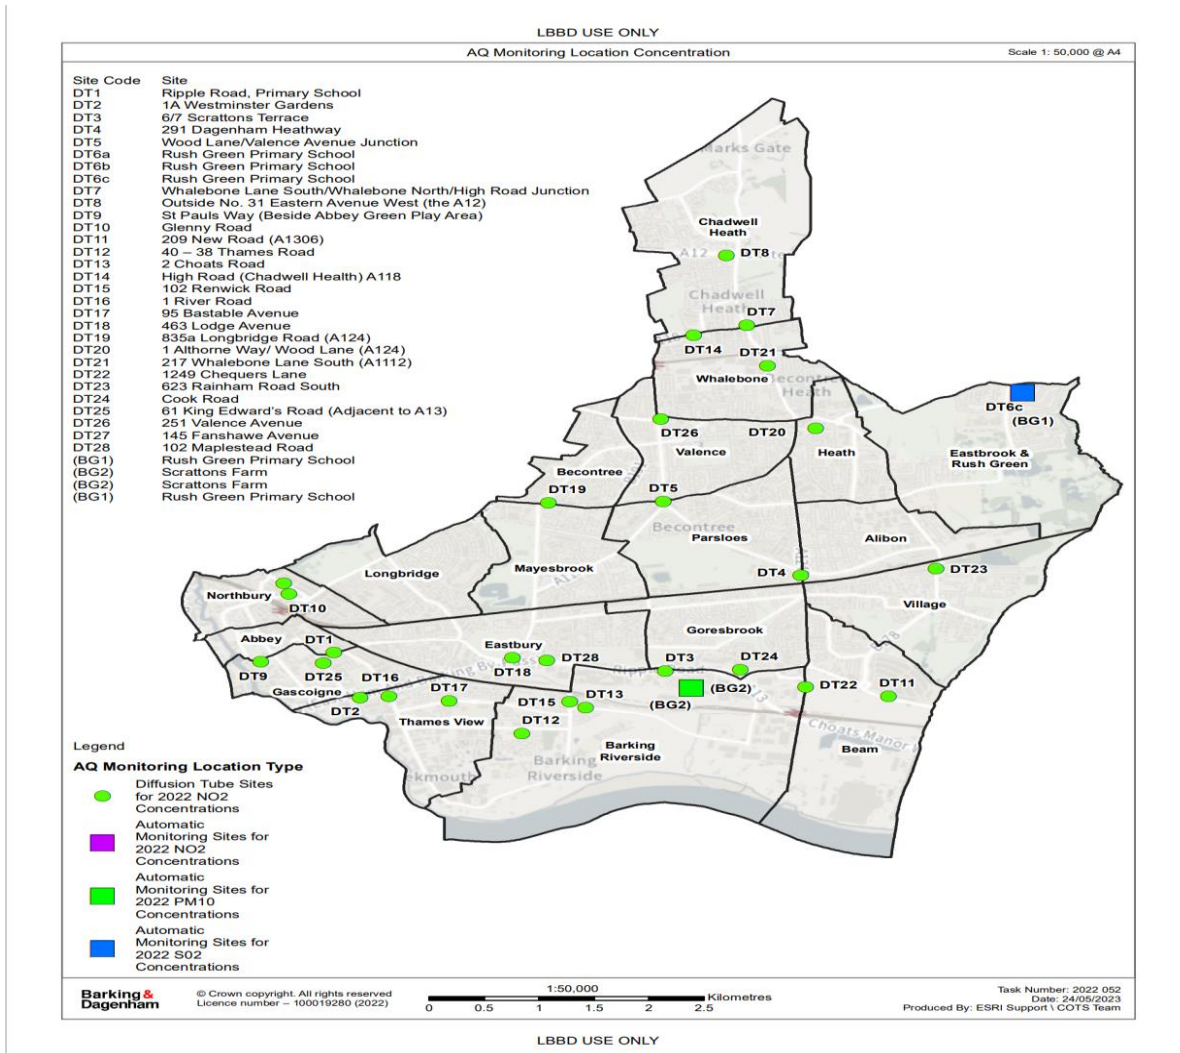 LBBD USE ONLY
AQ Monitoring Location Concentration
Scale 1: 50,000 @ A4
Site Code Site
DT1 Ripple Road, Primary School
DT2 1A Westminster Gardens
DT3 6/7 Scrattons Terrace
DT4 291 Dagenham Heathway
DT5 Wood Lane/Valence Avenue Junction
DT6a Rush Green Primary School
DT6b Rush Green Primary School
DT6c Rush Green Primary School
DT7 Whalebone Lane South/Whalebone North/High Road Junction
DT8 Outside No. 31 Eastern Avenue West (the A12)
DT9 St Pauls Way (Beside Abbey Green Play Area)
DT10 Glenny Road
DT11 209 New Road (A1306)
DT12 40 – 38 Thames Road
DT13 2 Choats Road
DT14 High Road (Chadwell Health) A118
DT15 102 Renwick Road
DT16 1 River Road
DT17 95 Bastable Avenue
DT18 463 Lodge Avenue
DT19 835a Longbridge Road (A124)
DT20 1 Althorne Way/ Wood Lane (A124)
DT21 217 Whalebone Lane South (A1112)
DT22 1249 Chequers Lane
DT23 623 Rainham Road South
DT24 Cook Road
DT25 61 King Edward's Road (Adjacent to A13)
DT26 251 Valence Avenue
DT27 145 Fanshawe Avenue
DT28 102 Maplestead Road
(BG1) Rush Green Primary School
(BG2) Scrattons Farm
(BG2) Scrattons Farm
(BG1) Rush Green Primary School
Marks Gate
Chadwell
Heath
A12
DT8
Chadwell
Heath
DT7
DT14
DT21
Whalebone
Becontree
Heath
DT6c
(BG1)
DT26
DT20
Valence
Heath
Eastbrook &
Rush Green
Becontree
DT19
DT5
Becontree
Parsloes
Alibon
Longbridge
Mayesbrook
DT4
DT23
Northbury
DT10
Village
Abbey
DT1
Eastbury
Goresbrook
DT28
DT3
DT24
DT9
DT25
DT16
DT18
Ripple Road
Gascoigne
DT17
DT15
DT13
(BG2)
(BG2)
A13
DT22
DT11
DT2
Thames View
DT12
Choats Manor
Barking
Riverside
Beam
Barking
Riverside
Legend
AQ Monitoring Location Type
Diffusion Tube Sites
for 2022 NO2
Concentrations
Automatic
Monitoring Sites for
2022 NO2
Concentrations
Automatic
Monitoring Sites for
2022 PM10
Concentrations
Automatic
Monitoring Sites for
2022 S02
Concentrations
Barking&
Dagenham
© Crown copyright. All rights reserved
Licence number – 100019280 (2022)
1:50,000
Kilometres
0 0.5 1 1.5 2 2.5
Task Number: 2022 052
Date: 24/05/2023
Produced By: ESRI Support \ COTS Team
LBBD USE ONLY